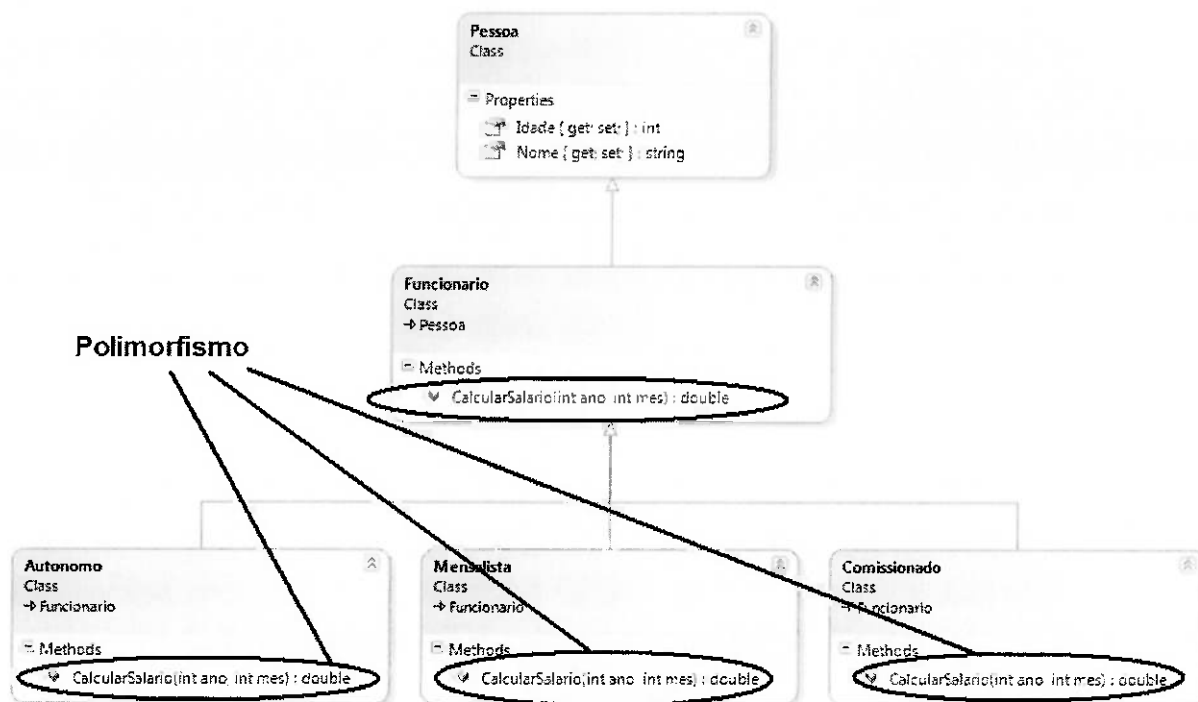 Pessoa
Class
Properties
Idade { get; set; } : int
Nome { get; set; } : string
Funcionario
Class
Pessoa
Methods
CalcularSalario(int ano, int mes) : double
Polimorfismo
Autonomo
Class
Funcionario
Methods
CalcularSalario(int ano, int mes) : double
Mensalista
Class
Funcionario
Methods
CalcularSalario(int ano, int mes) : double
Comissionado
Class
Funcionario
Methods
CalcularSalario(int ano, int mes) : double